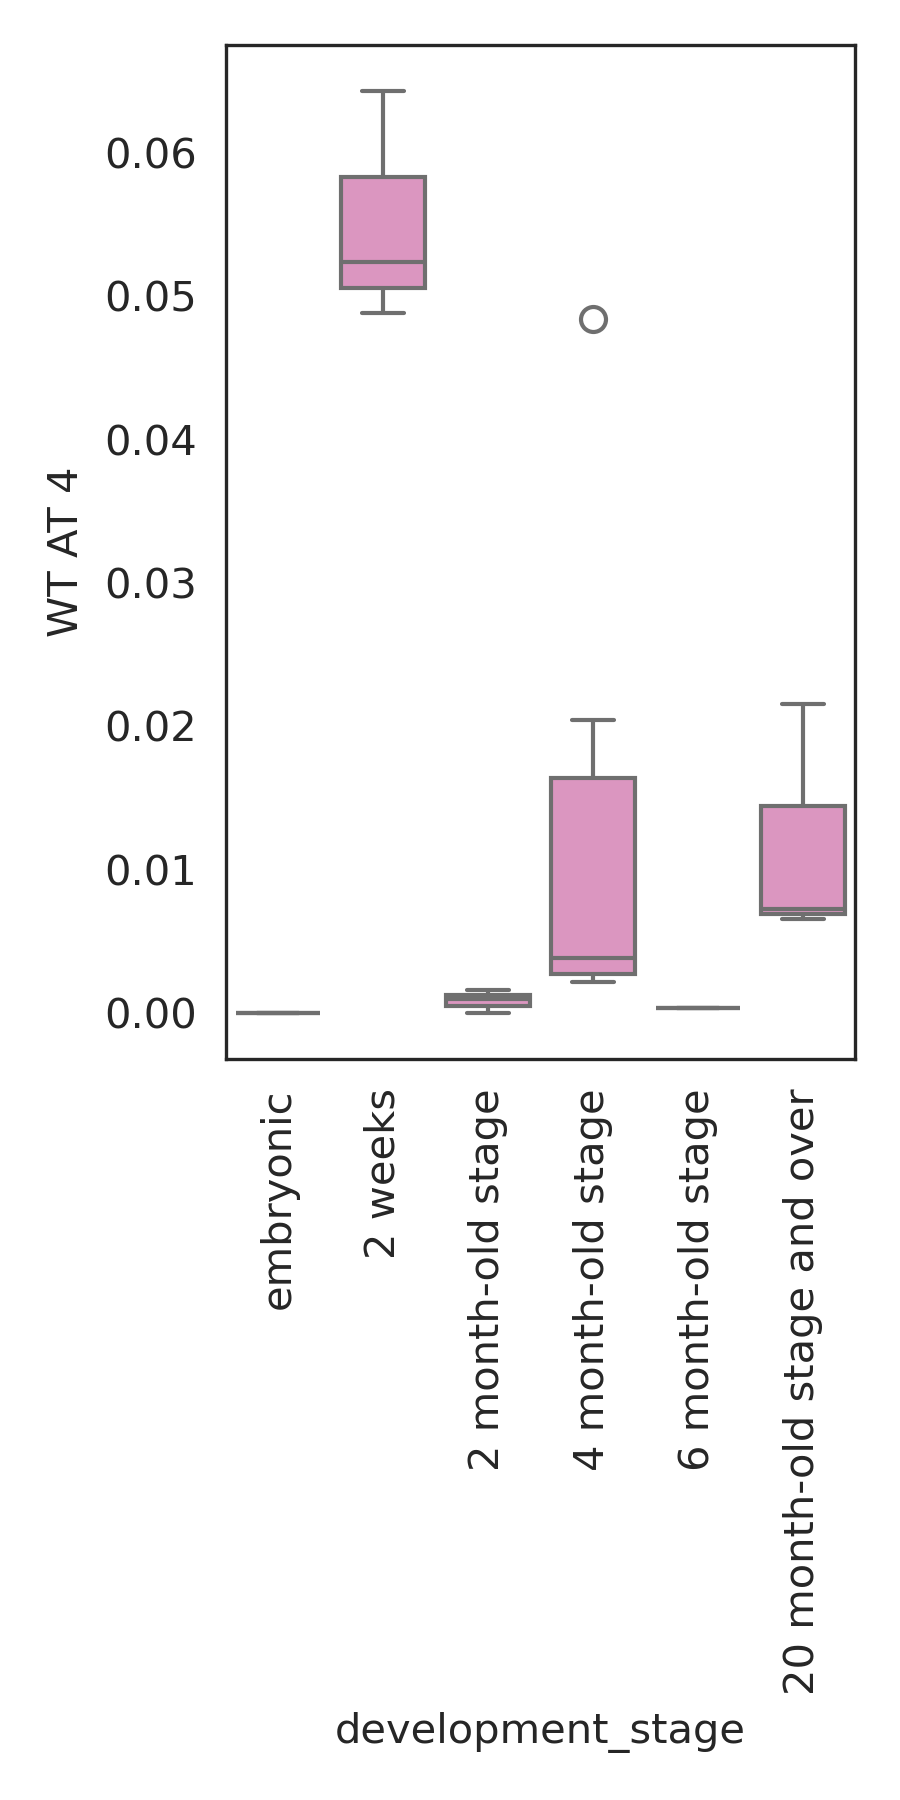 WT AT 4
0.06
0.05
0.04
0.03
0.02
0.01
0.00
embryonic
2 weeks
2 month-old stage
4 month-old stage
6 month-old stage
20 month-old stage and over
development_stage